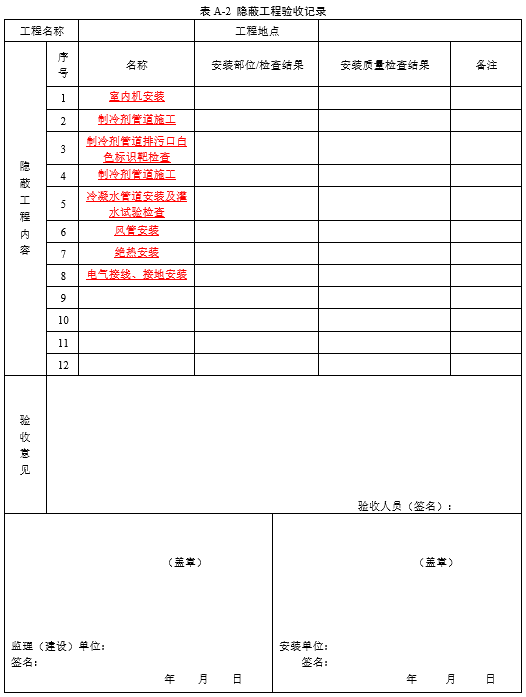 表 A-2 隐蔽工程验收记录
工程名称 工程地点
隐蔽工程内容
序号 名称 安装部位/检查结果 安装质量检查结果 备注
1 室内机安装
2 制冷剂管道施工
3 制冷剂管道排污口白
色标识靶检查
4 制冷剂管道施工
5 冷凝水管道安装及灌
水试验检查
6 风管安装
7 绝热安装
8 电气接线、接地安装
9
10
11
12
验收意见
验收人员（签名）：
（盖章） （盖章）
监理（建设）单位： 安装单位：
签名： 签名：
年 月 日 年 月 日